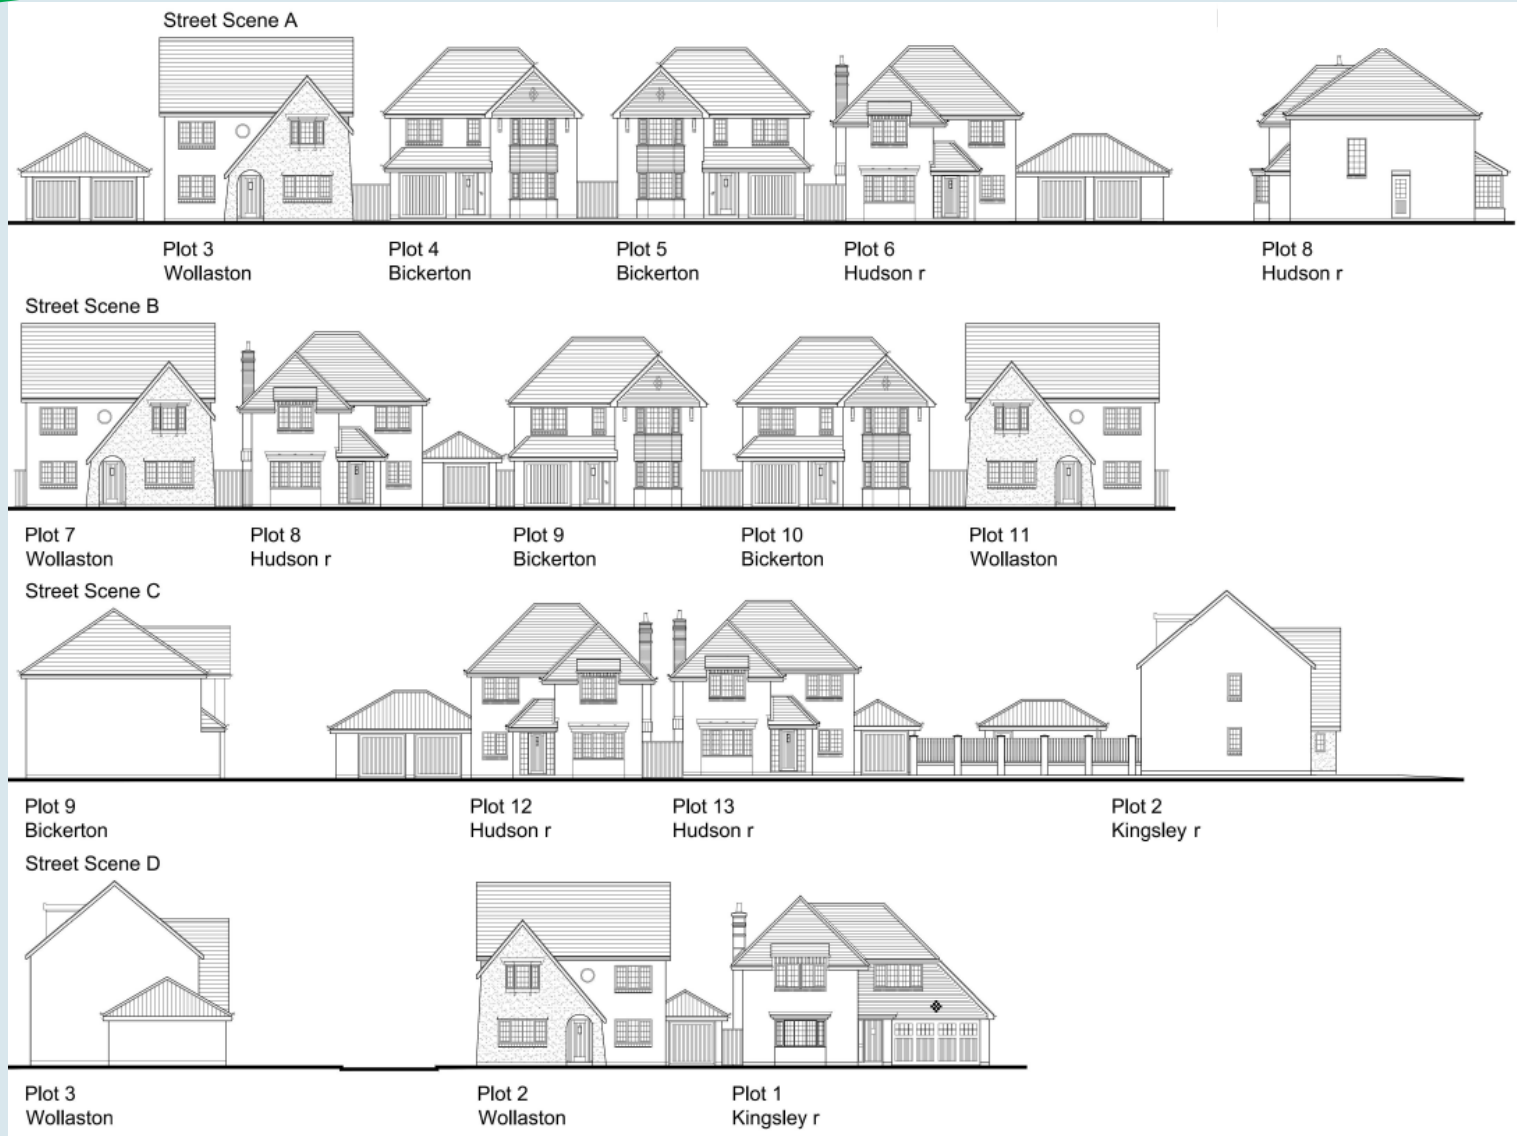 Street Scene A
Plot 3
Wollaston
Plot 4
Bickerton
Plot 5
Bickerton
Plot 6
Hudson r
Plot 8
Hudson r
Street Scene B
Plot 7
Wollaston
Plot 8
Hudson r
Plot 9
Bickerton
Plot 10
Bickerton
Plot 11
Wollaston
Street Scene C
Plot 9
Bickerton
Plot 12
Hudson r
Plot 13
Hudson r
Plot 2
Kingsley r
Street Scene D
Plot 3
Wollaston
Plot 2
Wollaston
Plot 1
Kingsley r